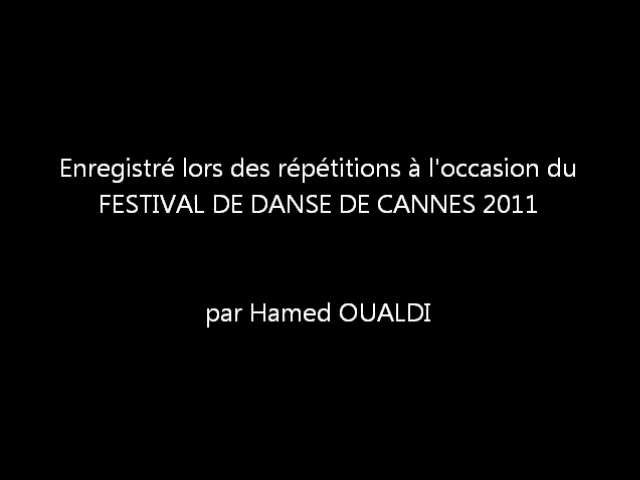 Enregistré lors des répétitions à l'occasion du
FESTIVAL DE DANSE DE CANNES 2011
par Hamed OUALDI